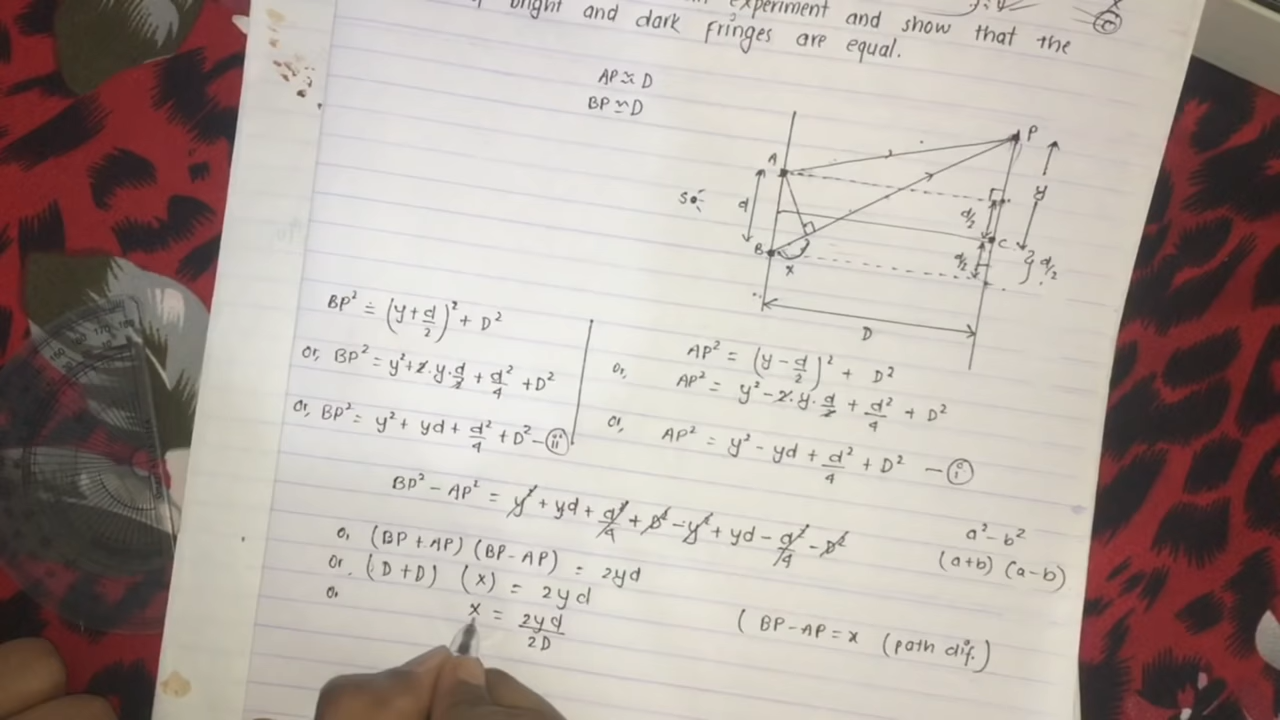 bright and dark fringes are equal.
experiment and show that the
AP ≃ D
BP ≃ D
P
A
S
d
y
d/2
C
d/2
d/2
B
x
D
BP² = (y + d/2)² + D²
or, BP² = y² + 2.y.d/2 + d²/4 + D²
or, BP² = y² + yd + d²/4 + D² – (ii)
AP² = (y – d/2)² + D²
or, AP² = y² – 2.y.d/2 + d²/4 + D²
or, AP² = y² – yd + d²/4 + D² – (i)
BP² – AP² = y² + yd + d²/4 + D² – y² + yd – d²/4 – D²
a² – b²
(a+b) (a–b)
o, (BP + AP) (BP – AP) = 2yd
or, (D + D) (x) = 2yd
o, x = 2yd/2D
( BP – AP = x (path dif.)